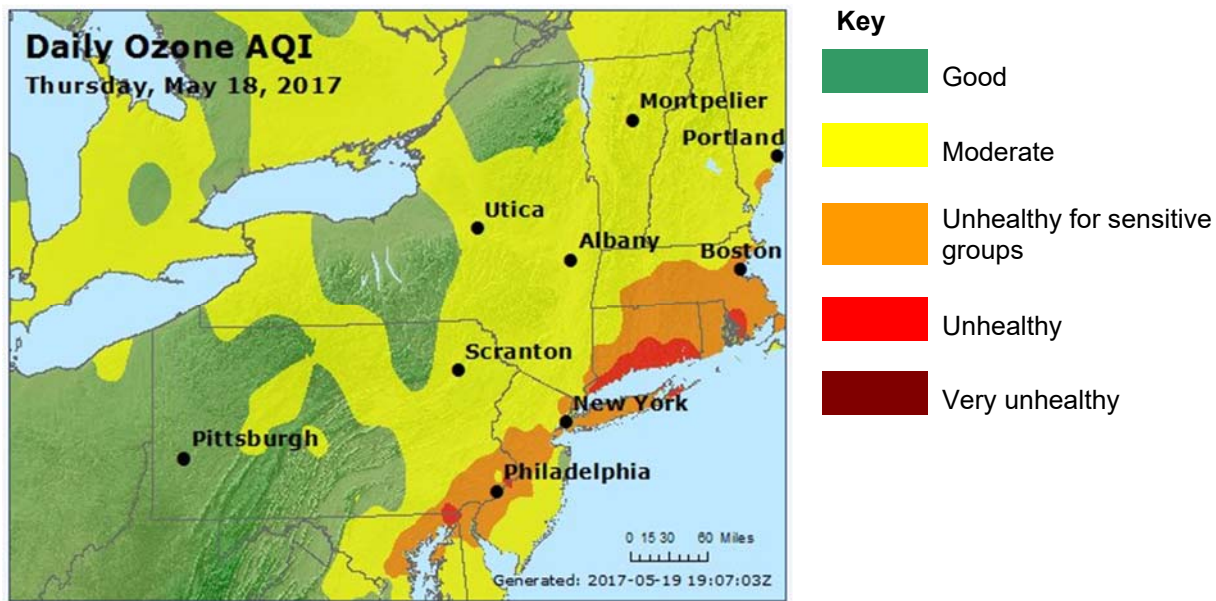 Daily Ozone AQI
Thursday, May 18, 2017
Montpelier
Portland
Utica
Albany
Boston
Scranton
New York
Pittsburgh
Philadelphia
0 15 30 60 Miles
Generated: 2017-05-19 19:07:03Z
Key
Good
Moderate
Unhealthy for sensitive
groups
Unhealthy
Very unhealthy